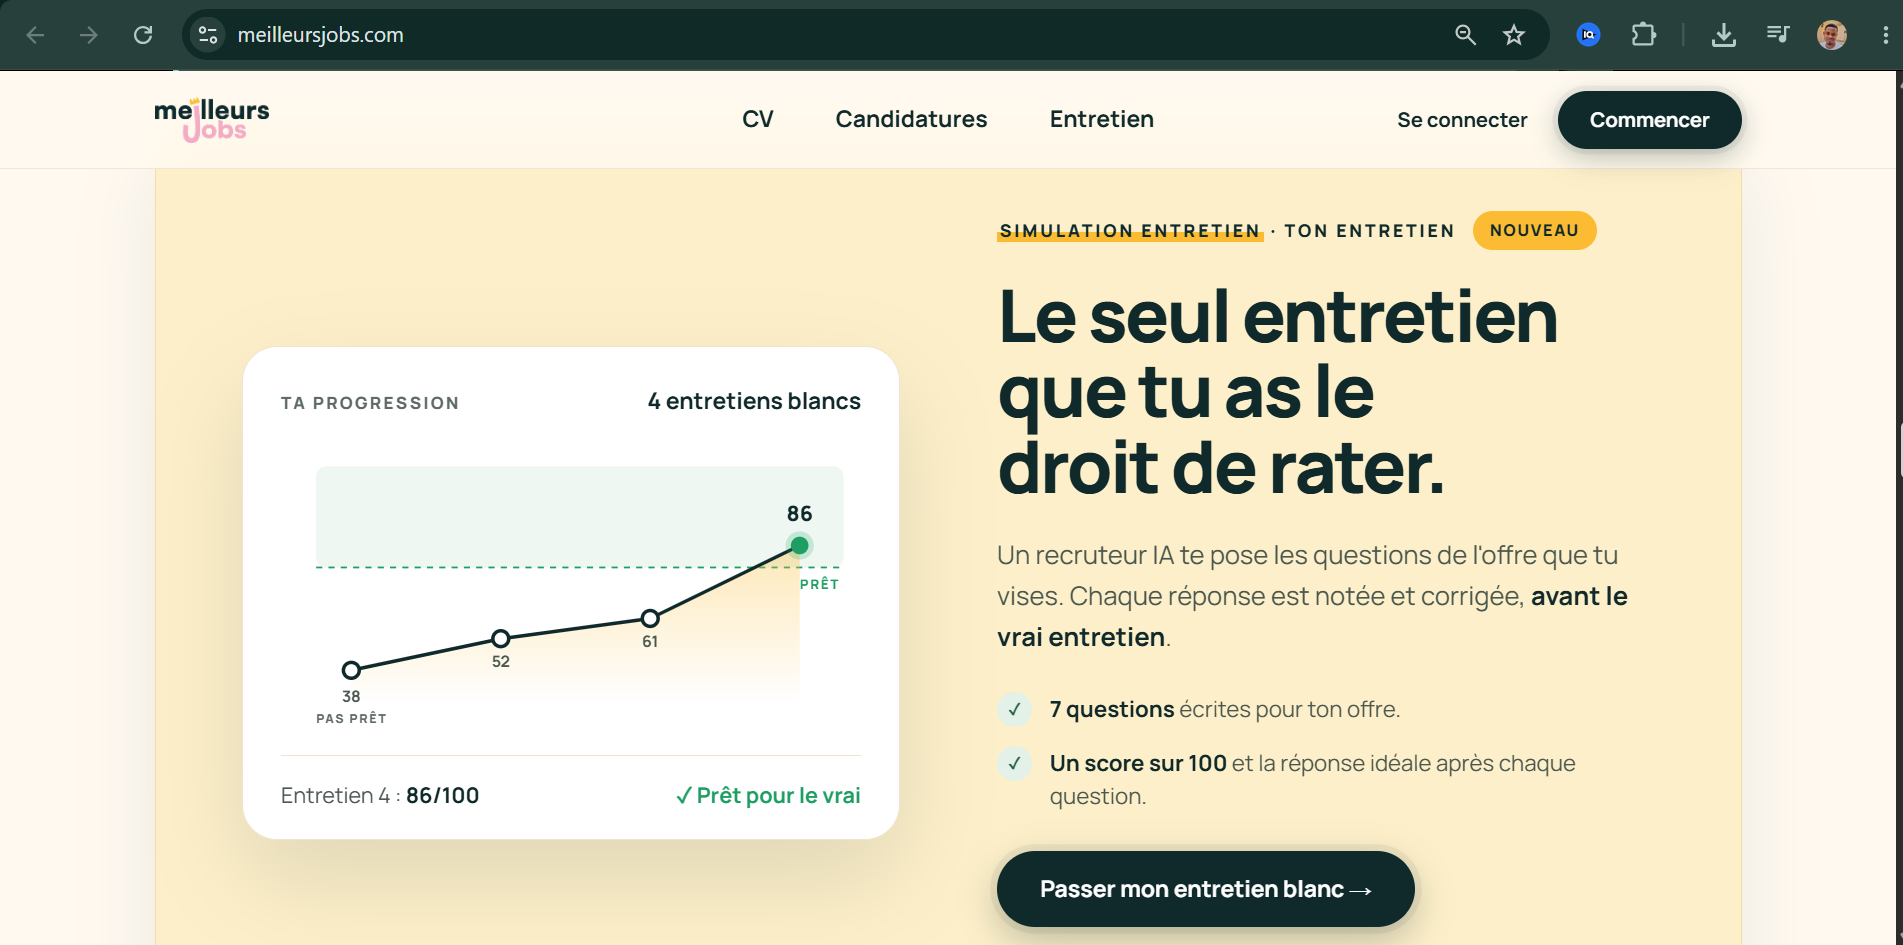 meilleursjobs.com
meilleurs
jobs
CV
Candidatures
Entretien
Se connecter
Commencer
TA PROGRESSION
4 entretiens blancs
86
PRÊT
61
52
38
PAS PRÊT
Entretien 4 : 86/100
✓ Prêt pour le vrai
SIMULATION ENTRETIEN · TON ENTRETIEN
NOUVEAU
Le seul entretien
que tu as le
droit de rater.
Un recruteur IA te pose les questions de l'offre que tu
vises. Chaque réponse est notée et corrigée, avant le
vrai entretien.
✓ 7 questions écrites pour ton offre.
✓ Un score sur 100 et la réponse idéale après chaque
question.
Passer mon entretien blanc →